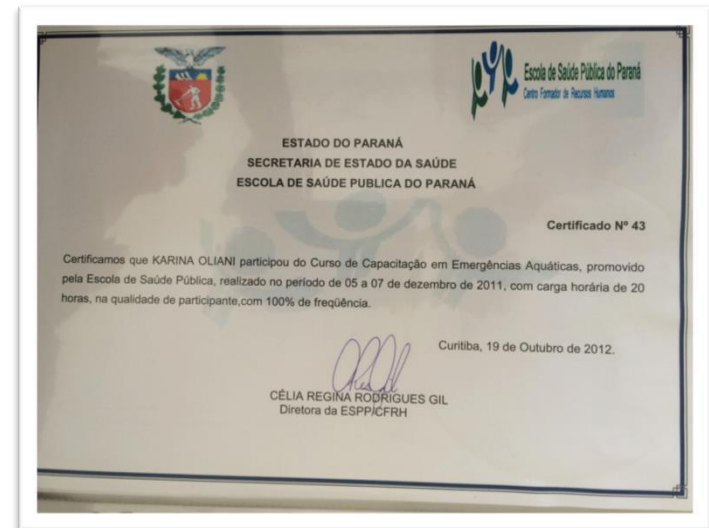 Escola de Saúde Pública do Paraná
Centro Formador de Recursos Humanos
ESTADO DO PARANÁ
SECRETARIA DE ESTADO DA SAÚDE
ESCOLA DE SAÚDE PUBLICA DO PARANÁ
Certificado Nº 43
Certificamos que KARINA OLIANI participou do Curso de Capacitação em Emergências Aquáticas, promovido
pela Escola de Saúde Pública, realizado no período de 05 a 07 de dezembro de 2011, com carga horária de 20
horas, na qualidade de participante,com 100% de freqüência.
Curitiba, 19 de Outubro de 2012.
CÉLIA REGINA RODRIGUES GIL
Diretora da ESPP/CFRH